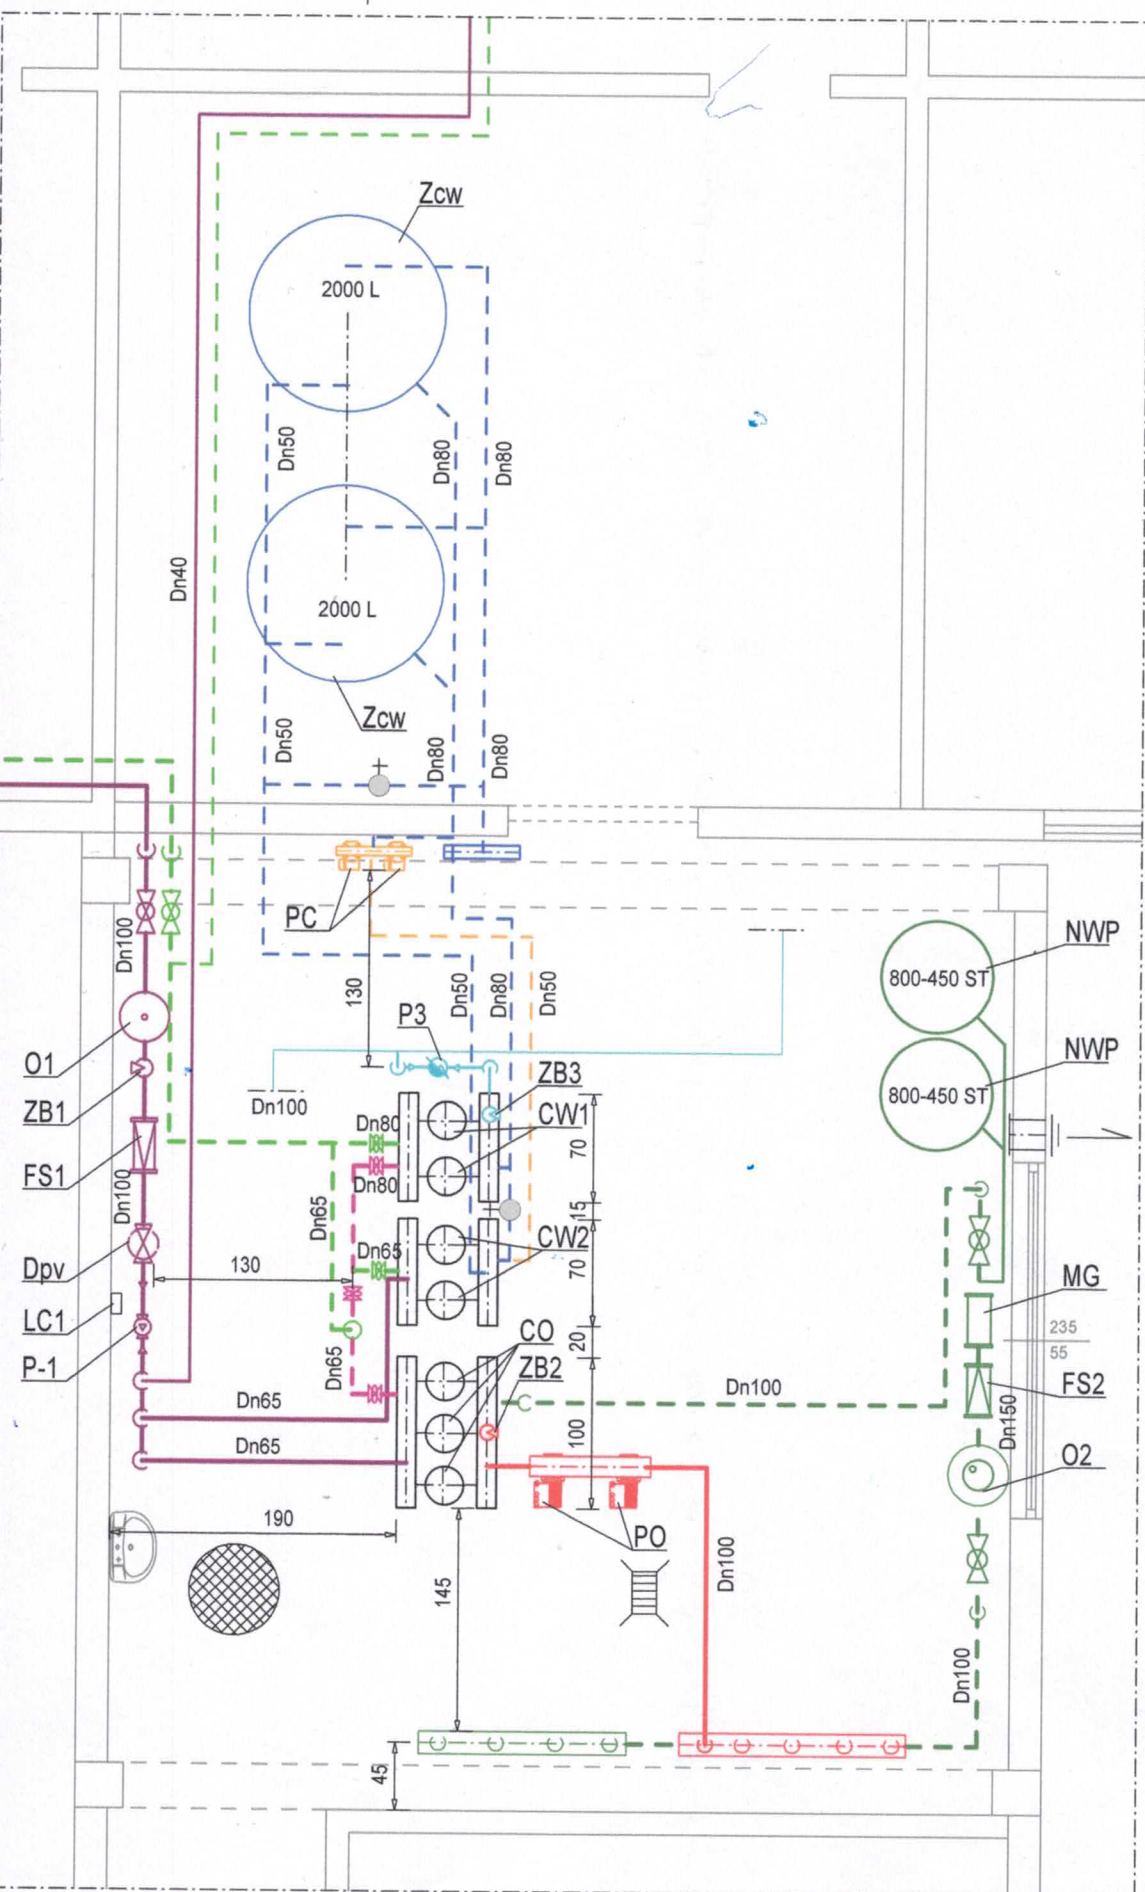 Zcw
2000 L
Dn50
Dn80
Dn80
Dn40
2000 L
Zcw
Dn50
Dn80
Dn80
PC
Dn100
130
Dn50
Dn80
Dn50
NWP
800-450 ST
O1
P3
NWP
ZB1
ZB3
800-450 ST
Dn100
CW1
Dn80
70
FS1
Dn80
Dn100
Dn65
15
CW2
Dpv
130
Dn65
70
MG
LC1
235
55
CO
20
P-1
Dn65
ZB2
Dn65
Dn100
FS2
Dn150
100
Dn65
O2
190
PO
Dn100
145
Dn100
45